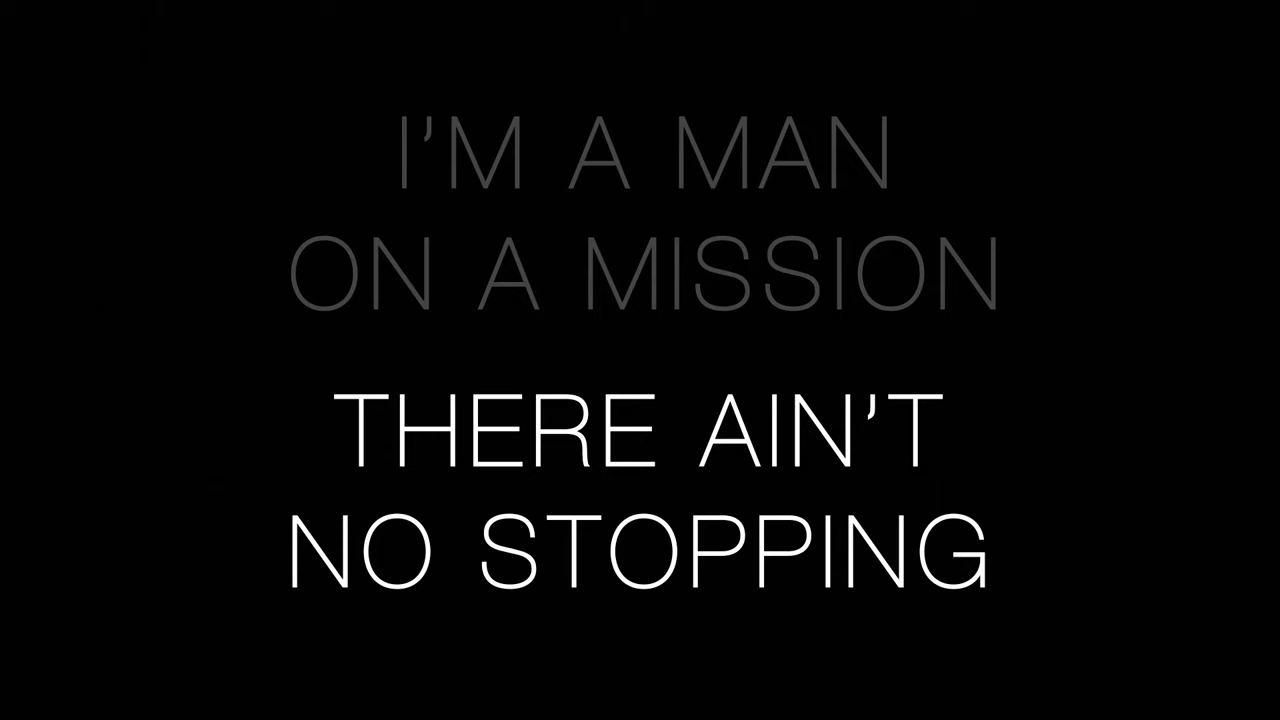 I’M A MAN
ON A MISSION
THERE AIN’T
NO STOPPING